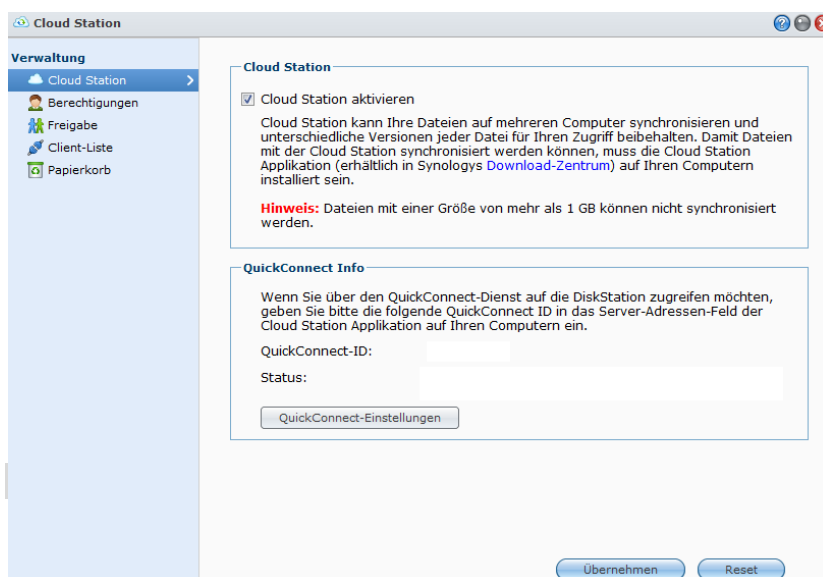 Cloud Station
Verwaltung
Cloud Station
Berechtigungen
Freigabe
Client-Liste
Papierkorb
Cloud Station
Cloud Station aktivieren
Cloud Station kann Ihre Dateien auf mehreren Computer synchronisieren und
unterschiedliche Versionen jeder Datei für Ihren Zugriff beibehalten. Damit Dateien
mit der Cloud Station synchronisiert werden können, muss die Cloud Station
Applikation (erhältlich in Synologys Download-Zentrum) auf Ihren Computern
installiert sein.
Hinweis: Dateien mit einer Größe von mehr als 1 GB können nicht synchronisiert
werden.
QuickConnect Info
Wenn Sie über den QuickConnect-Dienst auf die DiskStation zugreifen möchten,
geben Sie bitte die folgende QuickConnect ID in das Server-Adressen-Feld der
Cloud Station Applikation auf Ihren Computern ein.
QuickConnect-ID:
Status:
QuickConnect-Einstellungen
Übernehmen Reset